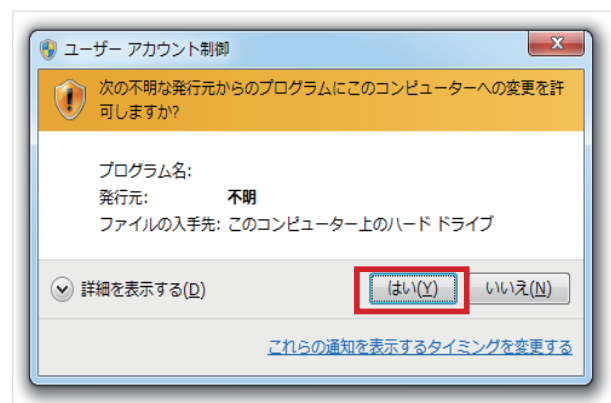 ユーザー アカウント制御
次の不明な発行元からのプログラムにこのコンピューターへの変更を許
可しますか?
プログラム名:
発行元: 不明
ファイルの入手先: このコンピューター上のハード ドライブ
詳細を表示する(D) はい(Y) いいえ(N)
これらの通知を表示するタイミングを変更する